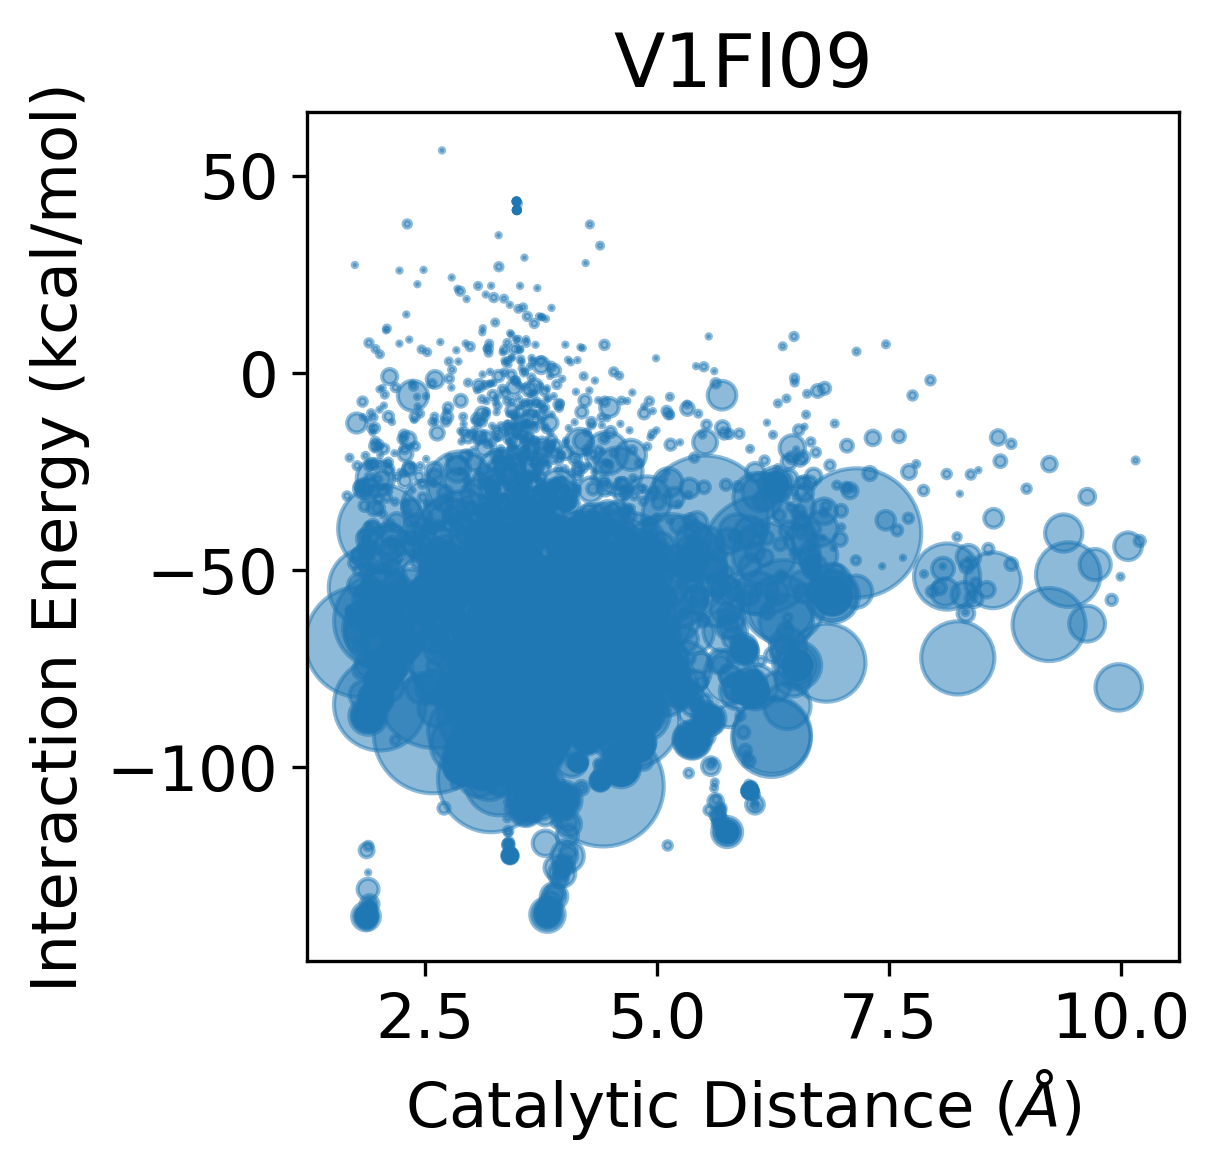 V1FI09
Interaction Energy (kcal/mol)
50
0
−50
−100
2.5 5.0 7.5 10.0
Catalytic Distance (Å)